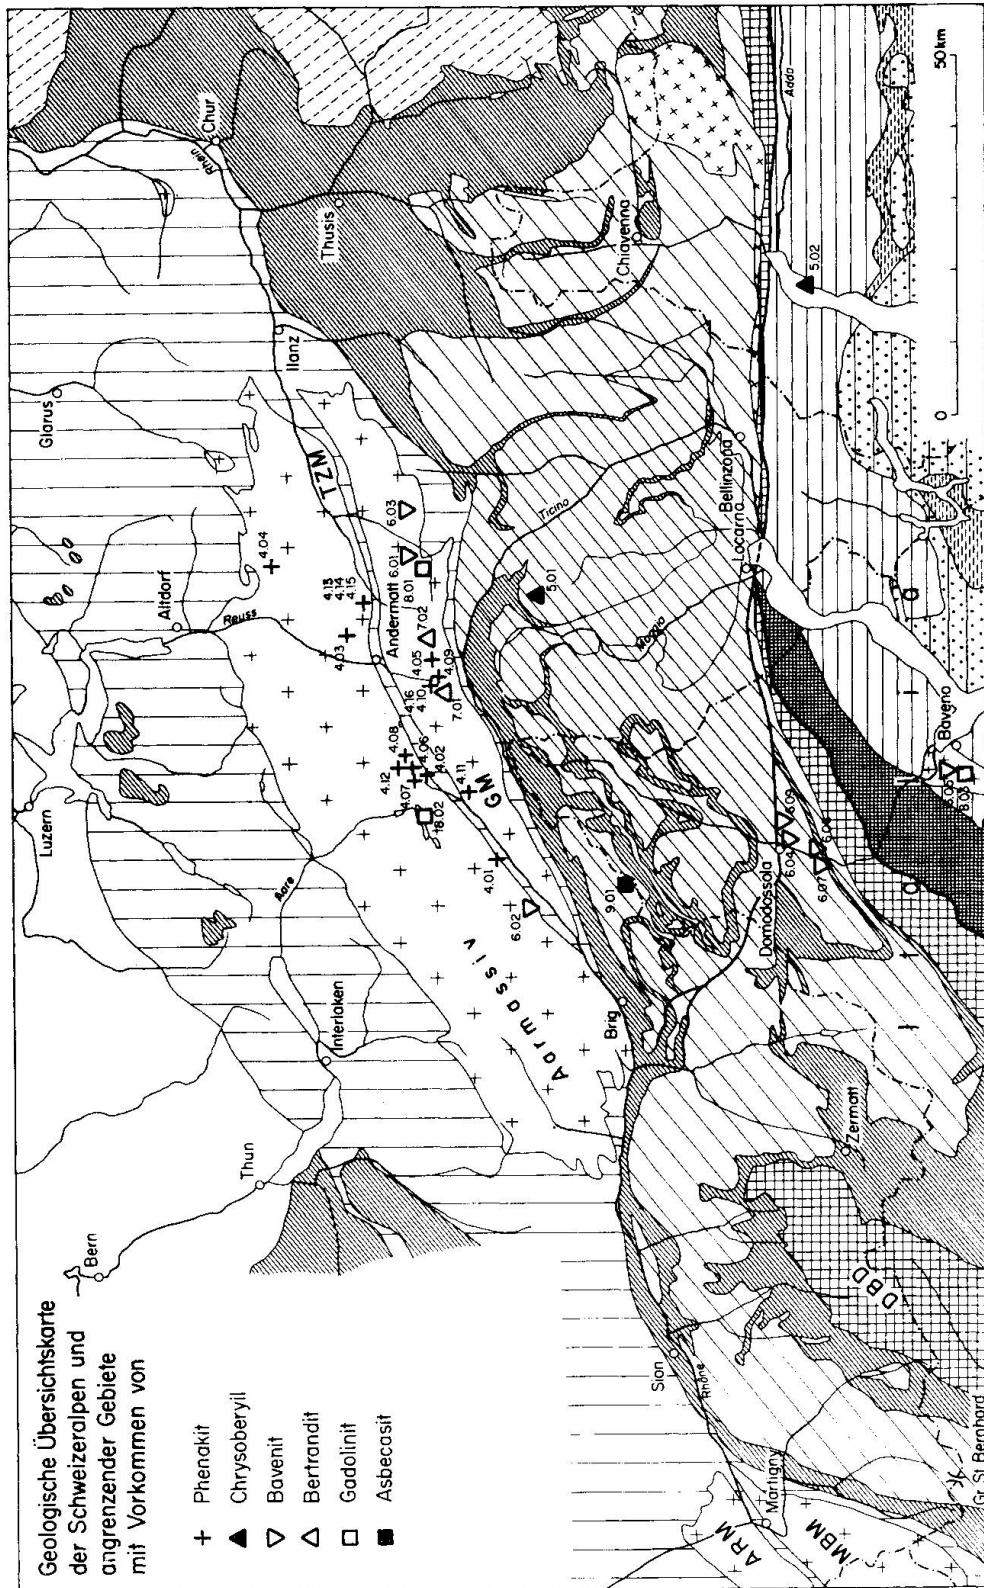 Geologische Übersichtskarte
der Schweizeralpen und
angrenzender Gebiete
mit Vorkommen von
Phenakit
Chrysoberyll
Bavenit
Bertrandit
Gadolinit
Asbecasit
Bern
Thun
Interlaken
Luzern
Aare
Altdorf
Reuss
Glarus
Rhein
Chur
Ilanz
Thusis
Andermatt
TZM
GM
Aarmassiv
4.04
4.13
4.14
4.15
4.03
6.03
6.01
8.01
7.02
4.05
4.09
4.16
4.10
7.01
4.08
4.12
4.06
4.07
4.02
8.02
4.11
4.01
6.02
Brig
Sion
Rhône
Martigny
ARM
MBM
DBD
Gr. St. Bernhard
Zermatt
9.01
5.01
Domodossola
6.09
6.04
6.07
Maggia
Ticino
Locarno
Bellinzona
Chiavenna
Adda
5.02
Baveno
8.03
0
50 km